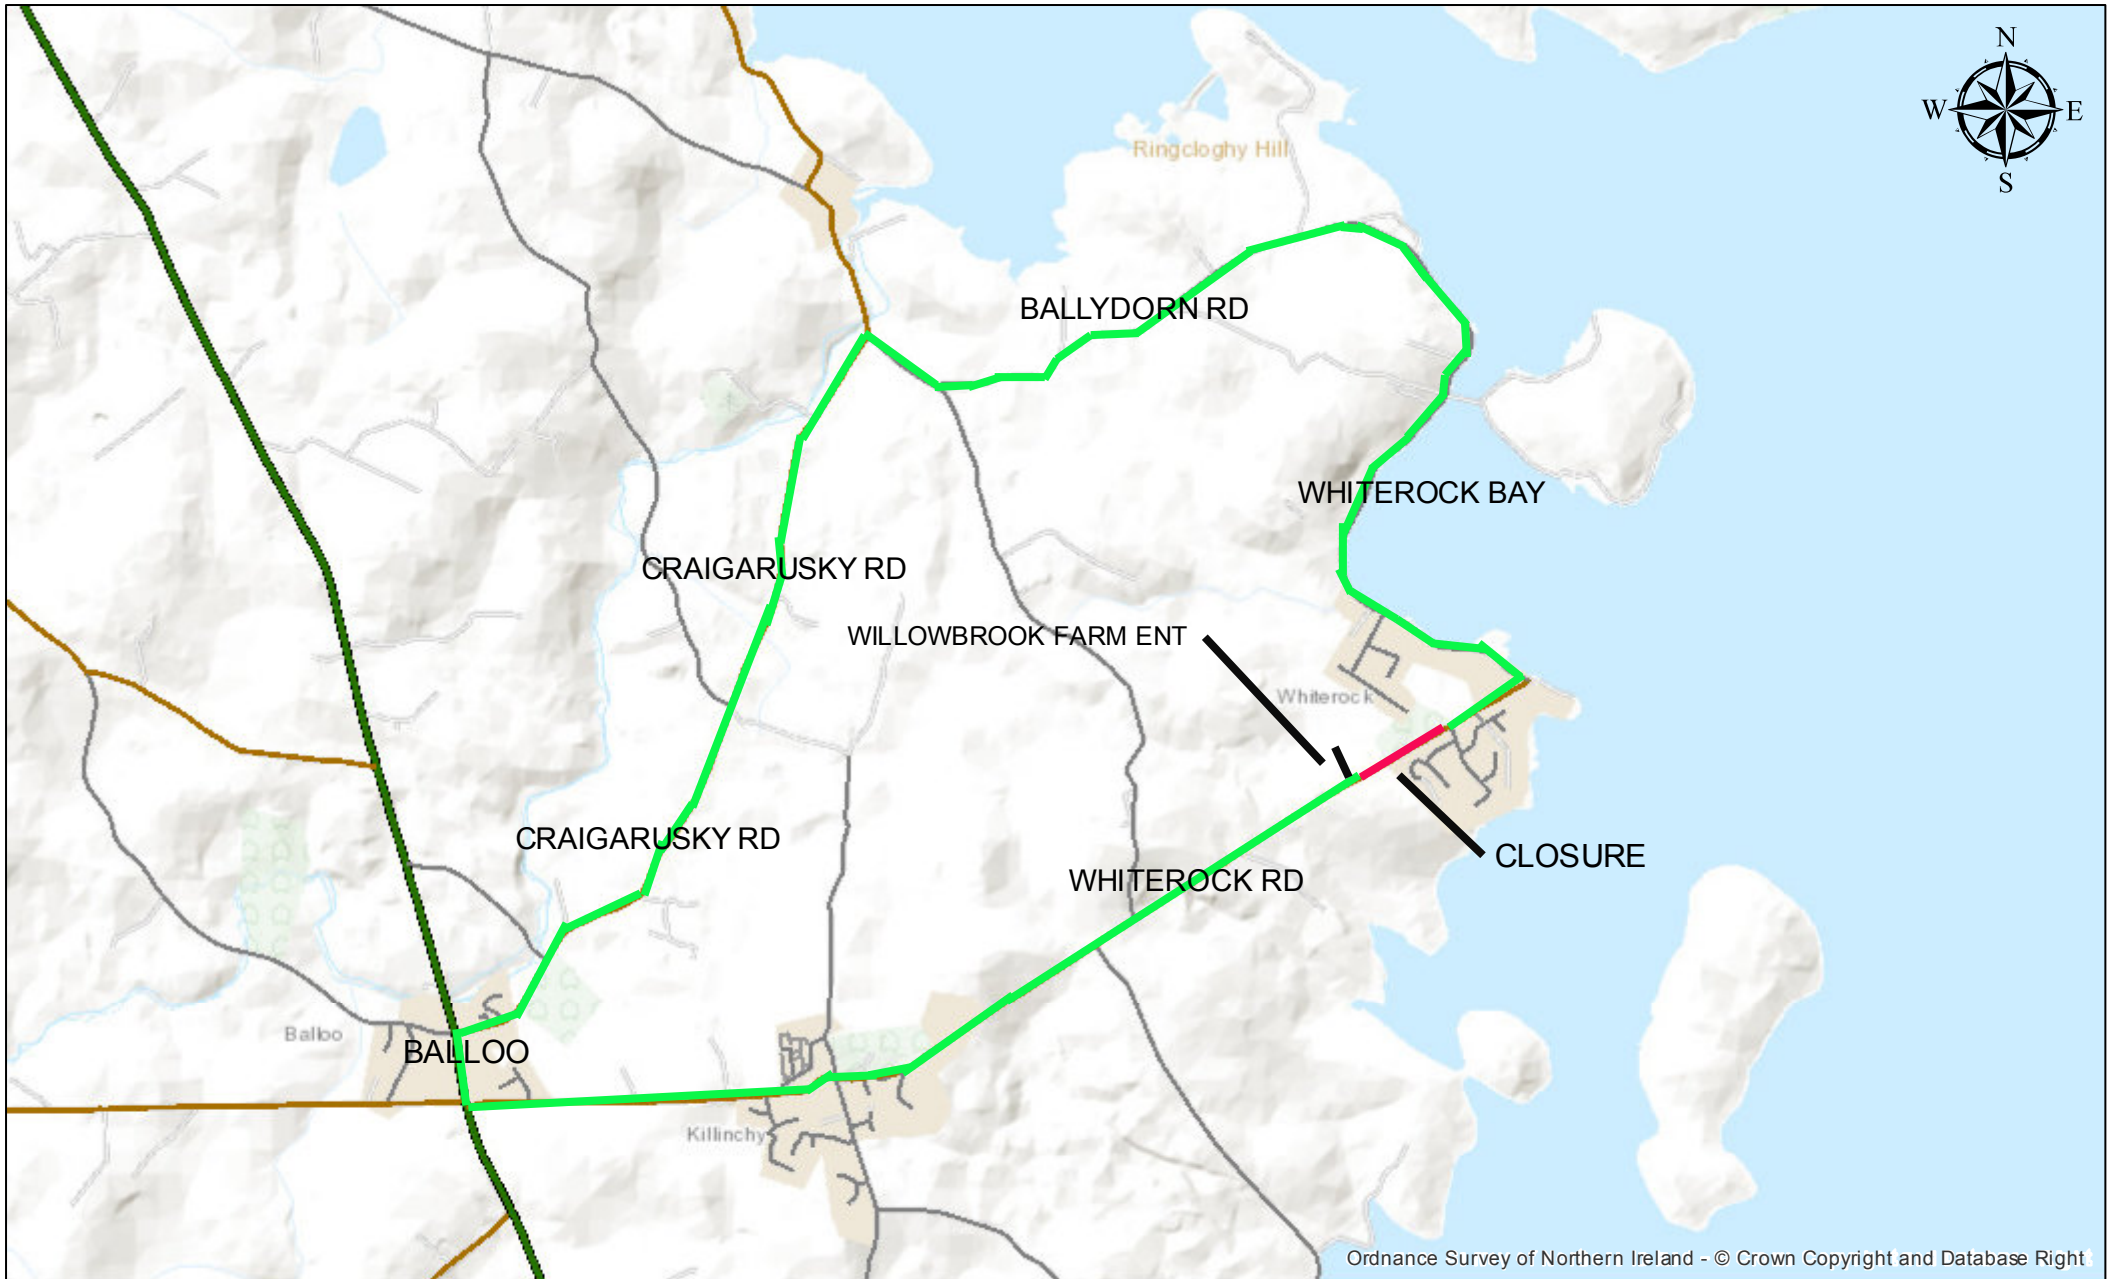 N
W E
S
Ringcloghy Hill
BALLYDORN RD
WHITEROCK BAY
CRAIGARUSKY RD
WILLOWBROOK FARM ENT
Whiterock
CRAIGARUSKY RD
CLOSURE
WHITEROCK RD
Balloo
BALLOO
Killinchy
Ordnance Survey of Northern Ireland - © Crown Copyright and Database Right